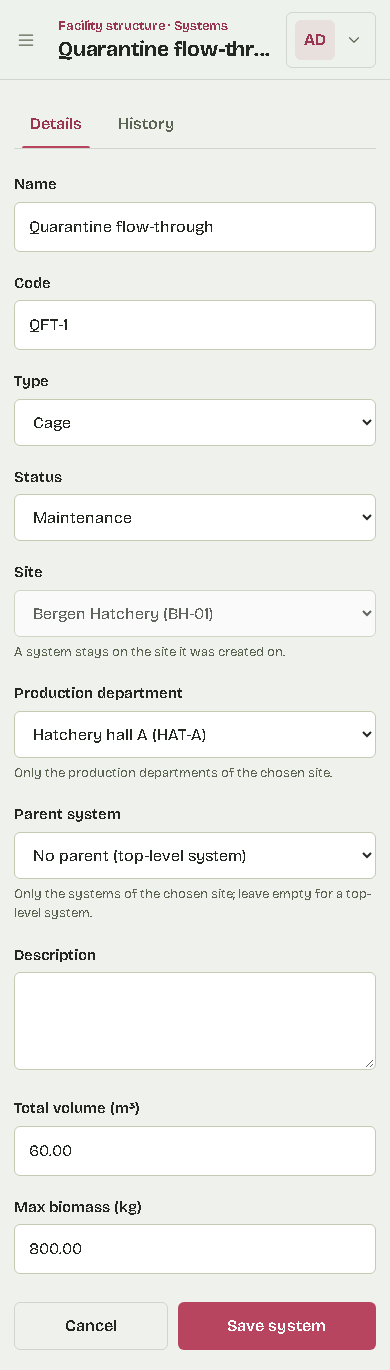 Facility structure · Systems
Quarantine flow-thr...
AD
Details
History
Name
Quarantine flow-through
Code
QFT-1
Type
Cage
Status
Maintenance
Site
Bergen Hatchery (BH-01)
A system stays on the site it was created on.
Production department
Hatchery hall A (HAT-A)
Only the production departments of the chosen site.
Parent system
No parent (top-level system)
Only the systems of the chosen site; leave empty for a top-
level system.
Description
Total volume (m³)
60.00
Max biomass (kg)
800.00
Cancel
Save system